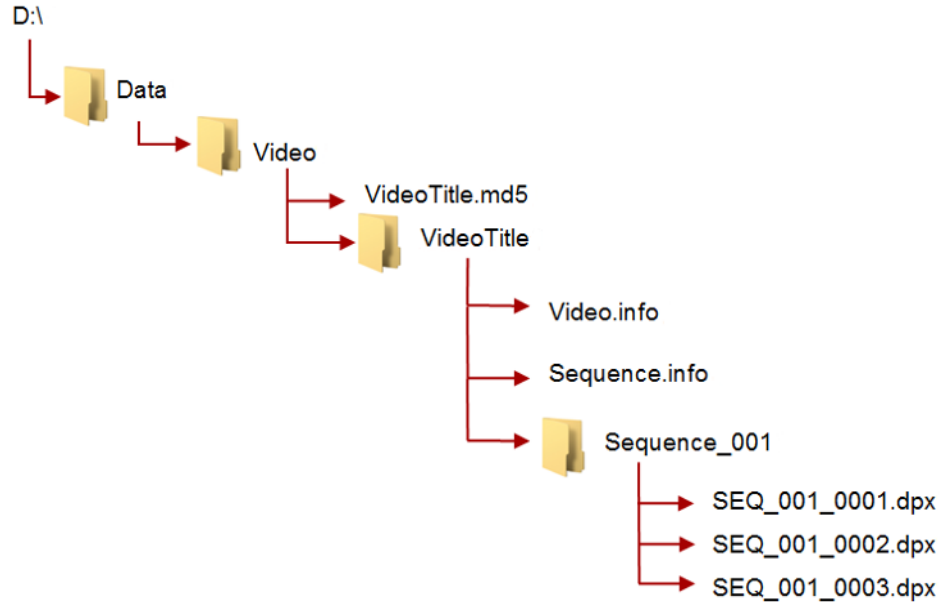 D:\
Data
Video
VideoTitle.md5
VideoTitle
Video.info
Sequence.info
Sequence_001
SEQ_001_0001.dpx
SEQ_001_0002.dpx
SEQ_001_0003.dpx